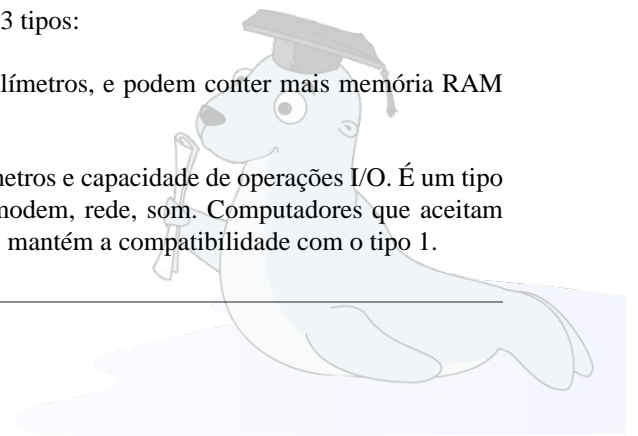 3 tipos:
límetros, e podem conter mais memória RAM
netros e capacidade de operações I/O. É um tipo
modem, rede, som. Computadores que aceitam
mantém a compatibilidade com o tipo 1.